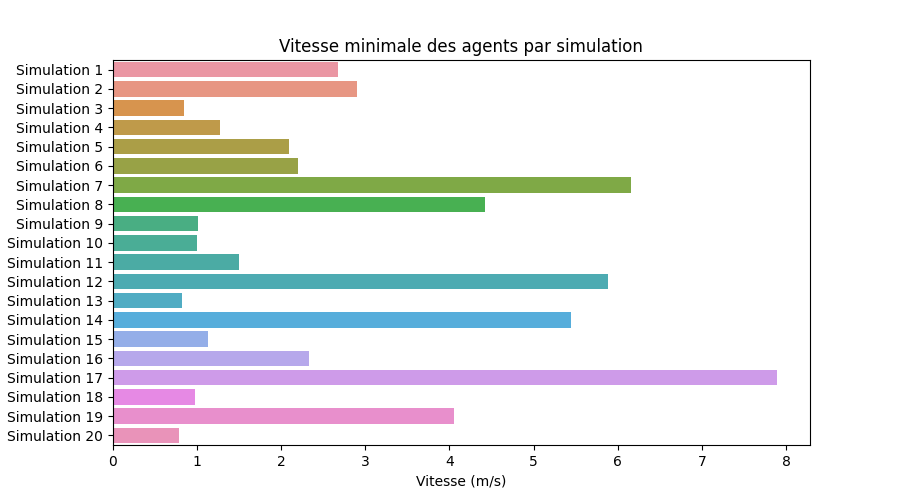 Vitesse minimale des agents par simulation
Simulation 1
Simulation 2
Simulation 3
Simulation 4
Simulation 5
Simulation 6
Simulation 7
Simulation 8
Simulation 9
Simulation 10
Simulation 11
Simulation 12
Simulation 13
Simulation 14
Simulation 15
Simulation 16
Simulation 17
Simulation 18
Simulation 19
Simulation 20
0 1 2 3 4 5 6 7 8
Vitesse (m/s)